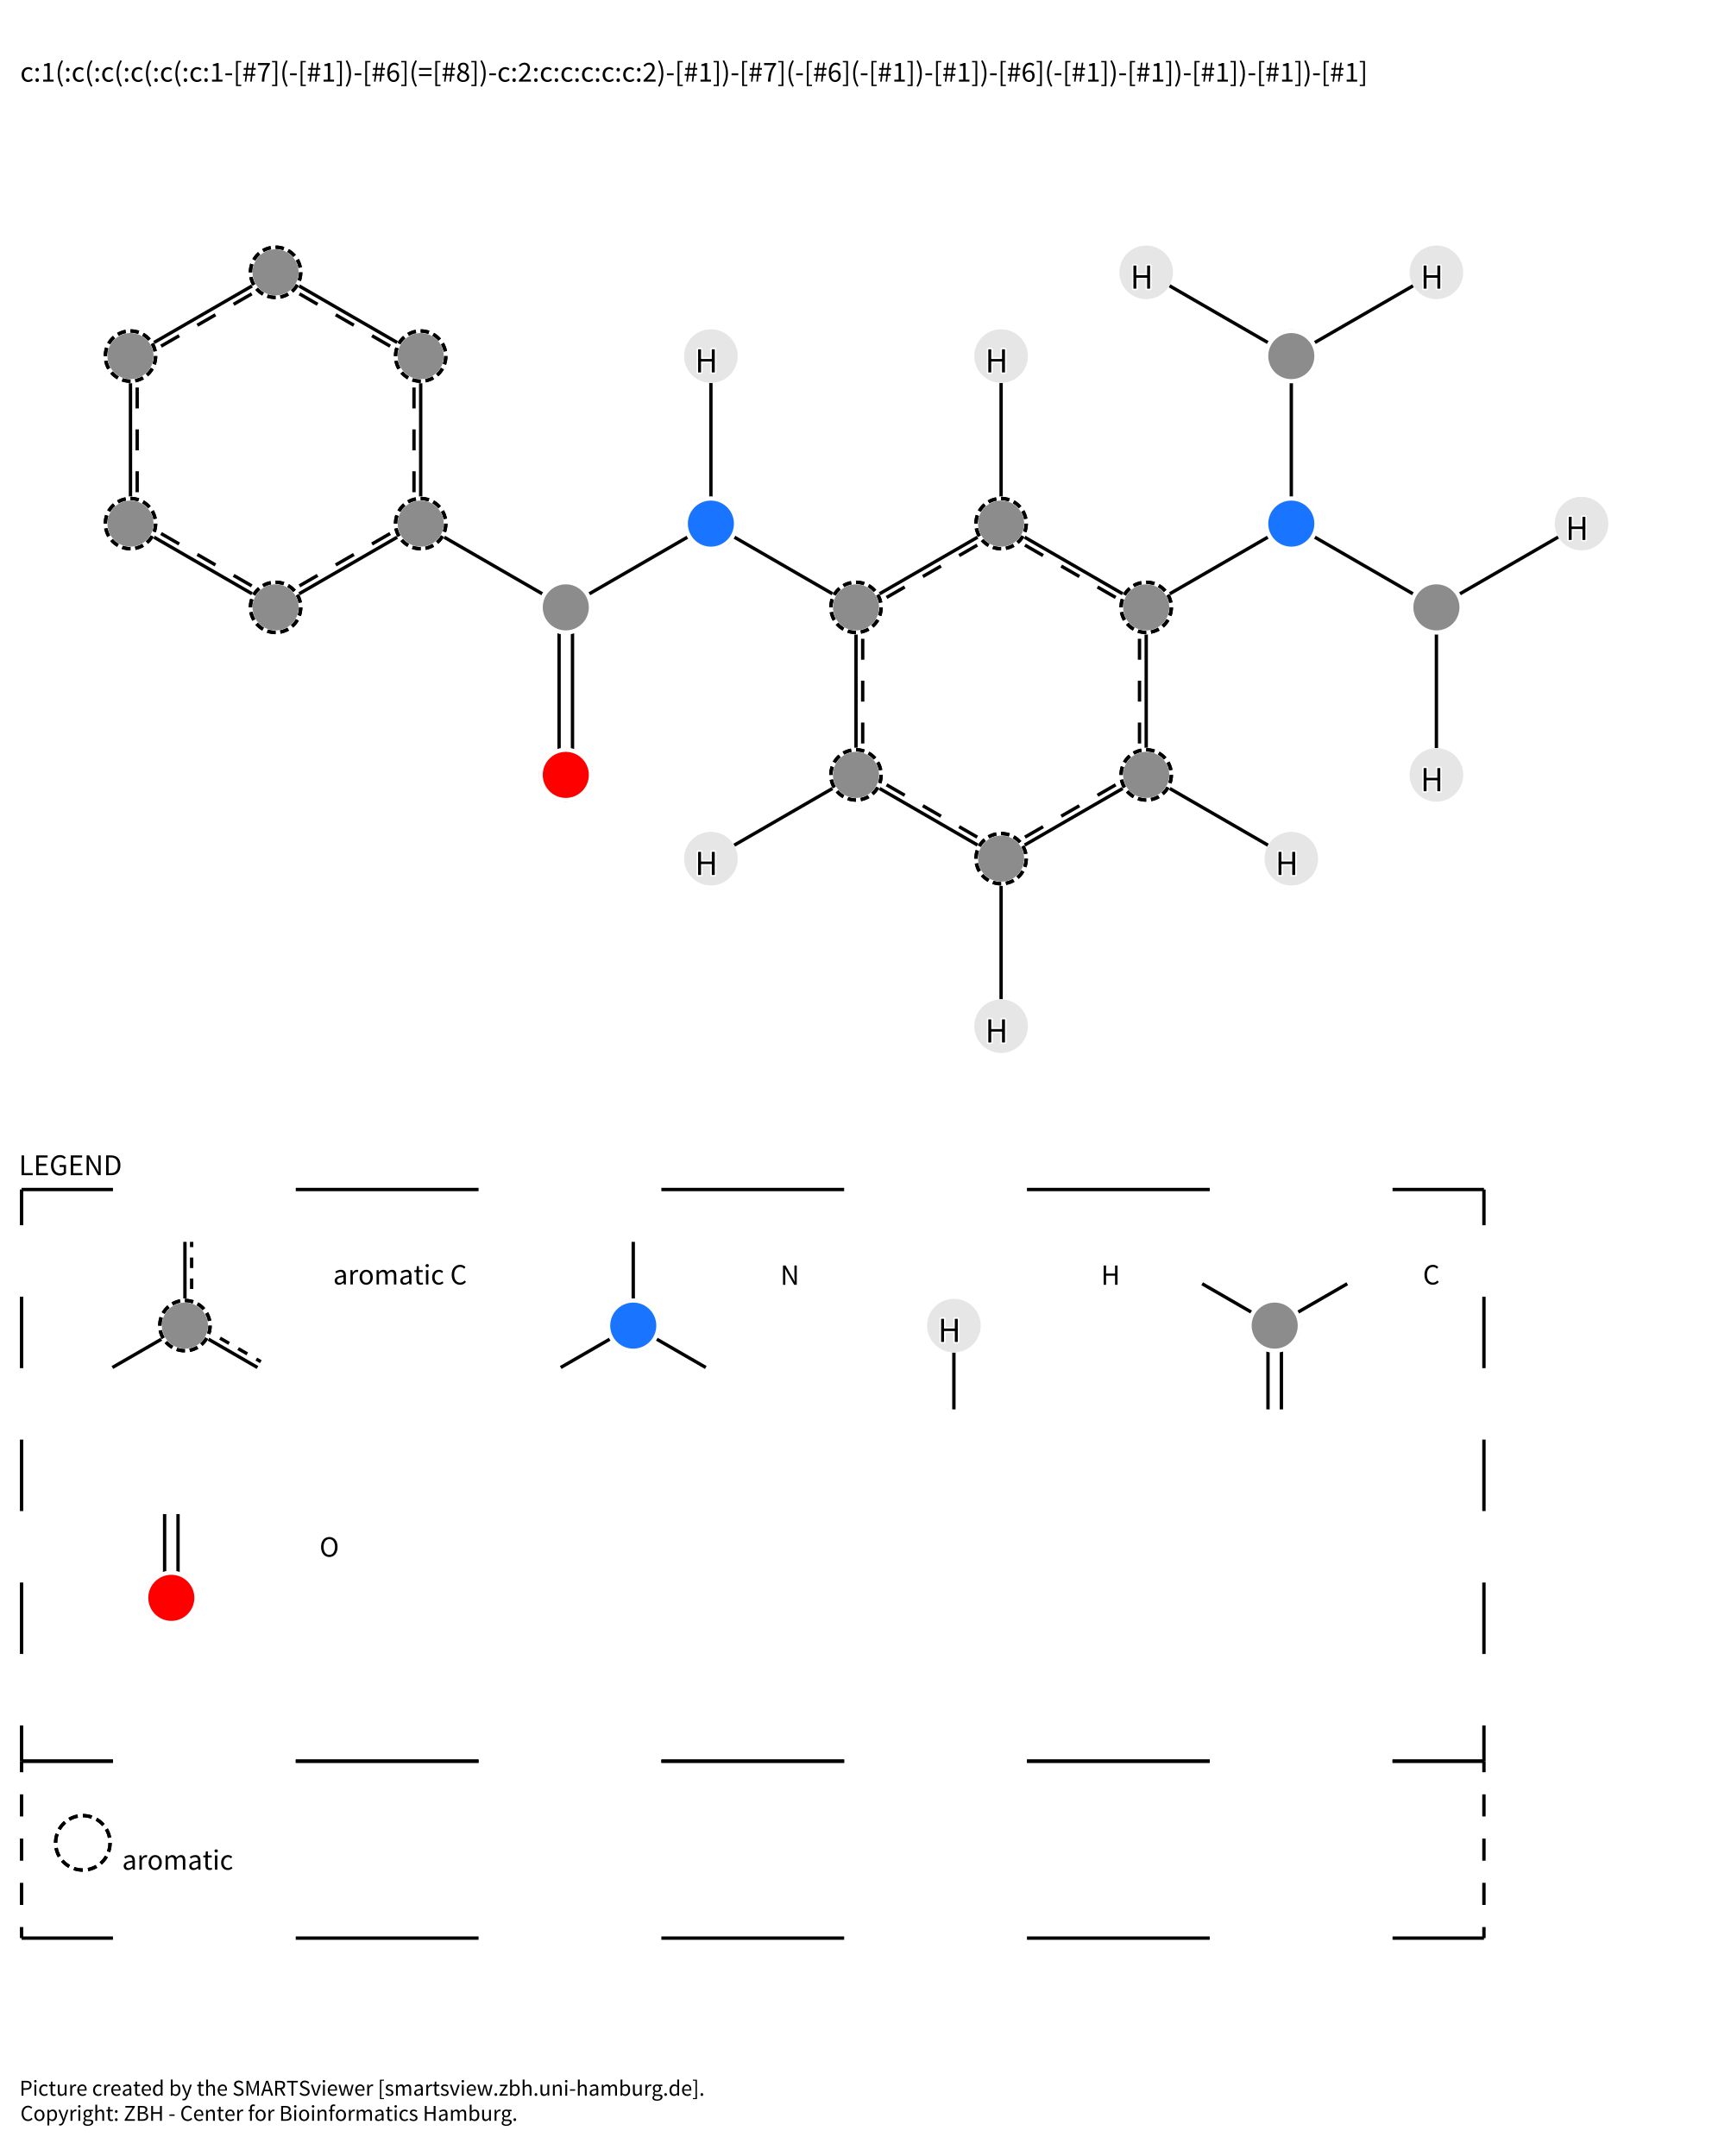 c:1(:c(:c(:c(:c(:c:1-[#7](-[#1])-[#6](=[#8])-c:2:c:c:c:c:c:2)-[#1])-[#7](-[#6](-[#1])-[#1])-[#6](-[#1])-[#1])-[#1])-[#1])-[#1]
H H
H H
H
H
H H
H
LEGEND
aromatic C N H C
H
O
aromatic
Picture created by the SMARTSviewer [smartsview.zbh.uni-hamburg.de].
Copyright: ZBH - Center for Bioinformatics Hamburg.